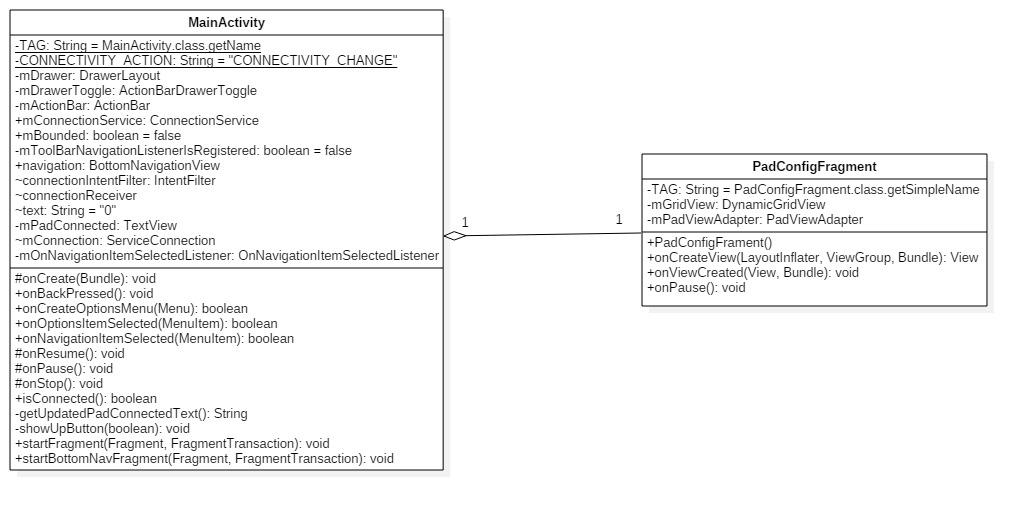 MainActivity
-TAG: String = MainActivity.class.getName
-CONNECTIVITY_ACTION: String = "CONNECTIVITY_CHANGE"
-mDrawer: DrawerLayout
-mDrawerToggle: ActionBarDrawerToggle
-mActionBar: ActionBar
+mConnectionService: ConnectionService
+mBounded: boolean = false
-mToolBarNavigationListenerIsRegistered: boolean = false
+navigation: BottomNavigationView
~connectionIntentFilter: IntentFilter
~connectionReceiver
~text: String = "0"
-mPadConnected: TextView
~mConnection: ServiceConnection
-mOnNavigationItemSelectedListener: OnNavigationItemSelectedListener
#onCreate(Bundle): void
+onBackPressed(): void
+onCreateOptionsMenu(Menu): boolean
+onOptionsItemSelected(MenuItem): boolean
+onNavigationItemSelected(MenuItem): boolean
#onResume(): void
#onPause(): void
#onStop(): void
+isConnected(): boolean
-getUpdatedPadConnectedText(): String
-showUpButton(boolean): void
+startFragment(Fragment, FragmentTransaction): void
+startBottomNavFragment(Fragment, FragmentTransaction): void
1
1
PadConfigFragment
-TAG: String = PadConfigFragment.class.getSimpleName
-mGridView: DynamicGridView
-mPadViewAdapter: PadViewAdapter
+PadConfigFrament()
+onCreateView(LayoutInflater, ViewGroup, Bundle): View
+onViewCreated(View, Bundle): void
+onPause(): void